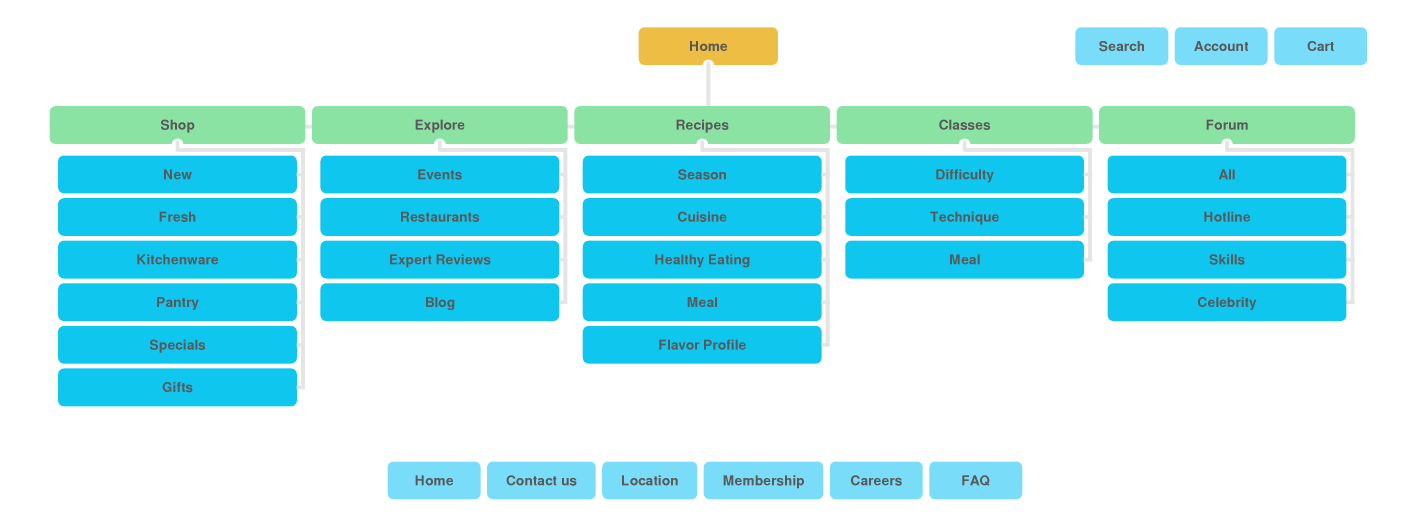 Home
Search
Account
Cart
Shop
Explore
Recipes
Classes
Forum
New
Fresh
Kitchenware
Pantry
Specials
Gifts
Events
Restaurants
Expert Reviews
Blog
Season
Cuisine
Healthy Eating
Meal
Flavor Profile
Difficulty
Technique
Meal
All
Hotline
Skills
Celebrity
Home
Contact us
Location
Membership
Careers
FAQ